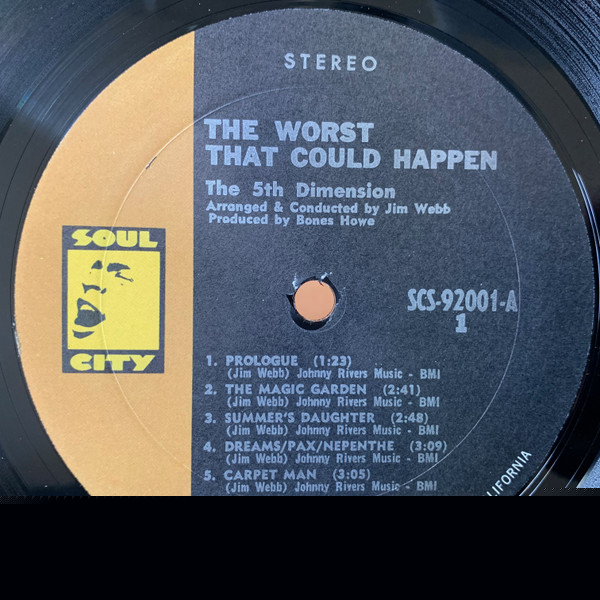 STEREO
THE WORST
THAT COULD HAPPEN
The 5th Dimension
Arranged & Conducted by Jim Webb
Produced by Bones Howe
SOUL
CITY
SCS-92001-A
1
1. PROLOGUE (1:23)
(Jim Webb) Johnny Rivers Music - BMI
2. THE MAGIC GARDEN (2:41)
(Jim Webb) Johnny Rivers Music - BMI
3. SUMMER'S DAUGHTER (2:48)
(Jim Webb) Johnny Rivers Music - BMI
4. DREAMS/PAX/NEPENTHE (3:09)
(Jim Webb) Johnny Rivers Music - BMI
5. CARPET MAN (3:05)
(Jim Webb) Johnny Rivers Music - BMI
LIFORNIA